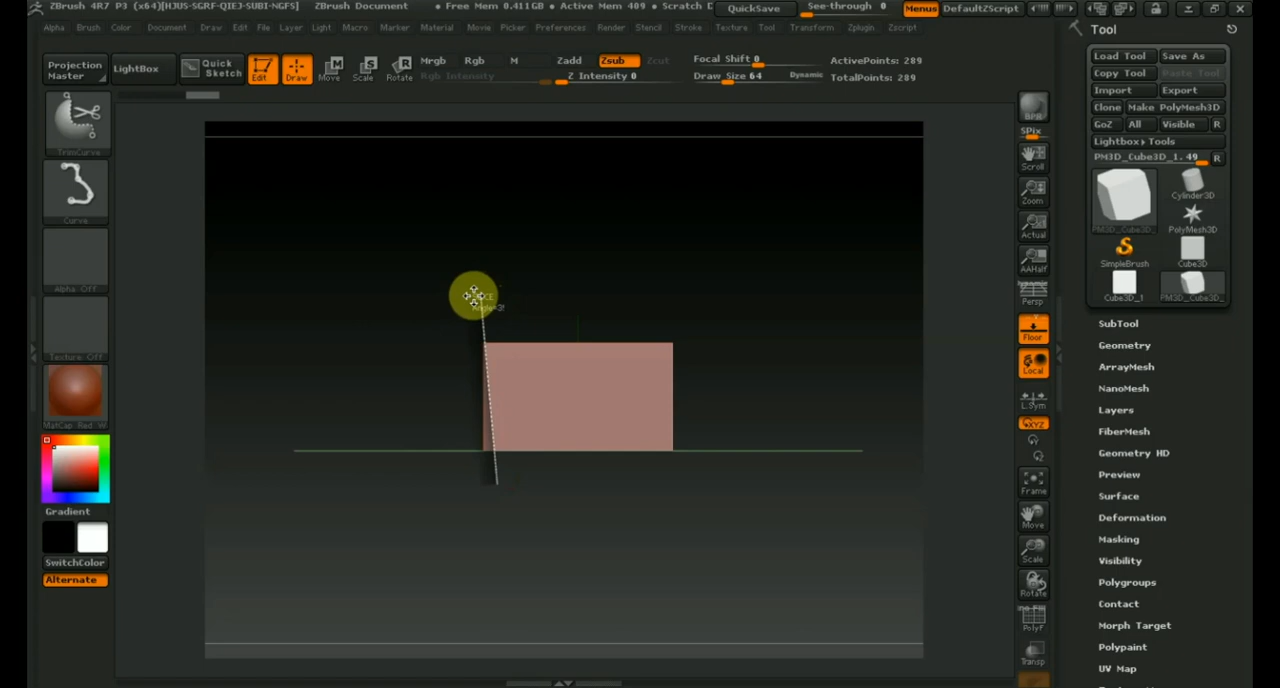 ZBrush 4R7 P3 (x64)[HJUS-SGRF-QIEJ-SUBI-NGFS] ZBrush Document • Free Mem 0.411GB • Active Mem 409 • Scratch D QuickSave See-through 0 Menus DefaultZScript
Alpha Brush Color Document Draw Edit File Layer Light Macro Marker Material Movie Picker Preferences Render Stencil Stroke Texture Tool Transform Zplugin Zscript
Projection Master
LightBox
Quick Sketch
Edit Draw Move Scale Rotate
Mrgb Rgb M Zadd Zsub Zcut
Rgb Intensity Z Intensity 0
Focal Shift 0
Draw Size 64 Dynamic
ActivePoints: 289
TotalPoints: 289
TrimCurve
Curve
Alpha Off
Texture Off
MatCap Red W
Gradient
SwitchColor
Alternate
BPR
SPix
Scroll
Zoom
Actual
AAHalf
Dynamic
Persp
Floor
Local
L.Sym
XYZ
Frame
Move
Scale
Rotate
Line Fill
PolyF
Transp
Tool
Load Tool Save As
Copy Tool Paste Tool
Import Export
Clone Make PolyMesh3D
GoZ All Visible R
Lightbox▸Tools
PM3D_Cube3D_1. 49 R
PM3D_Cube3D_
Cylinder3D
PolyMesh3D
SimpleBrush Cube3D
Cube3D_1 PM3D_Cube3D_
SubTool
Geometry
ArrayMesh
NanoMesh
Layers
FiberMesh
Geometry HD
Preview
Surface
Deformation
Masking
Visibility
Polygroups
Contact
Morph Target
Polypaint
UV Map